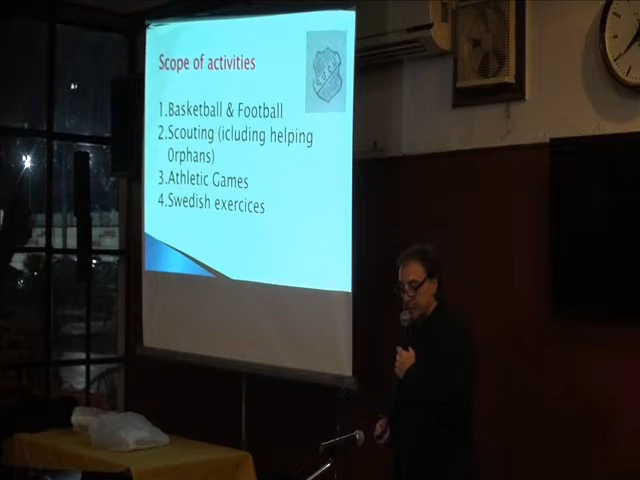 Scope of activities
1.Basketball & Football
2.Scouting (icluding helping
Orphans)
3.Athletic Games
4.Swedish exercices